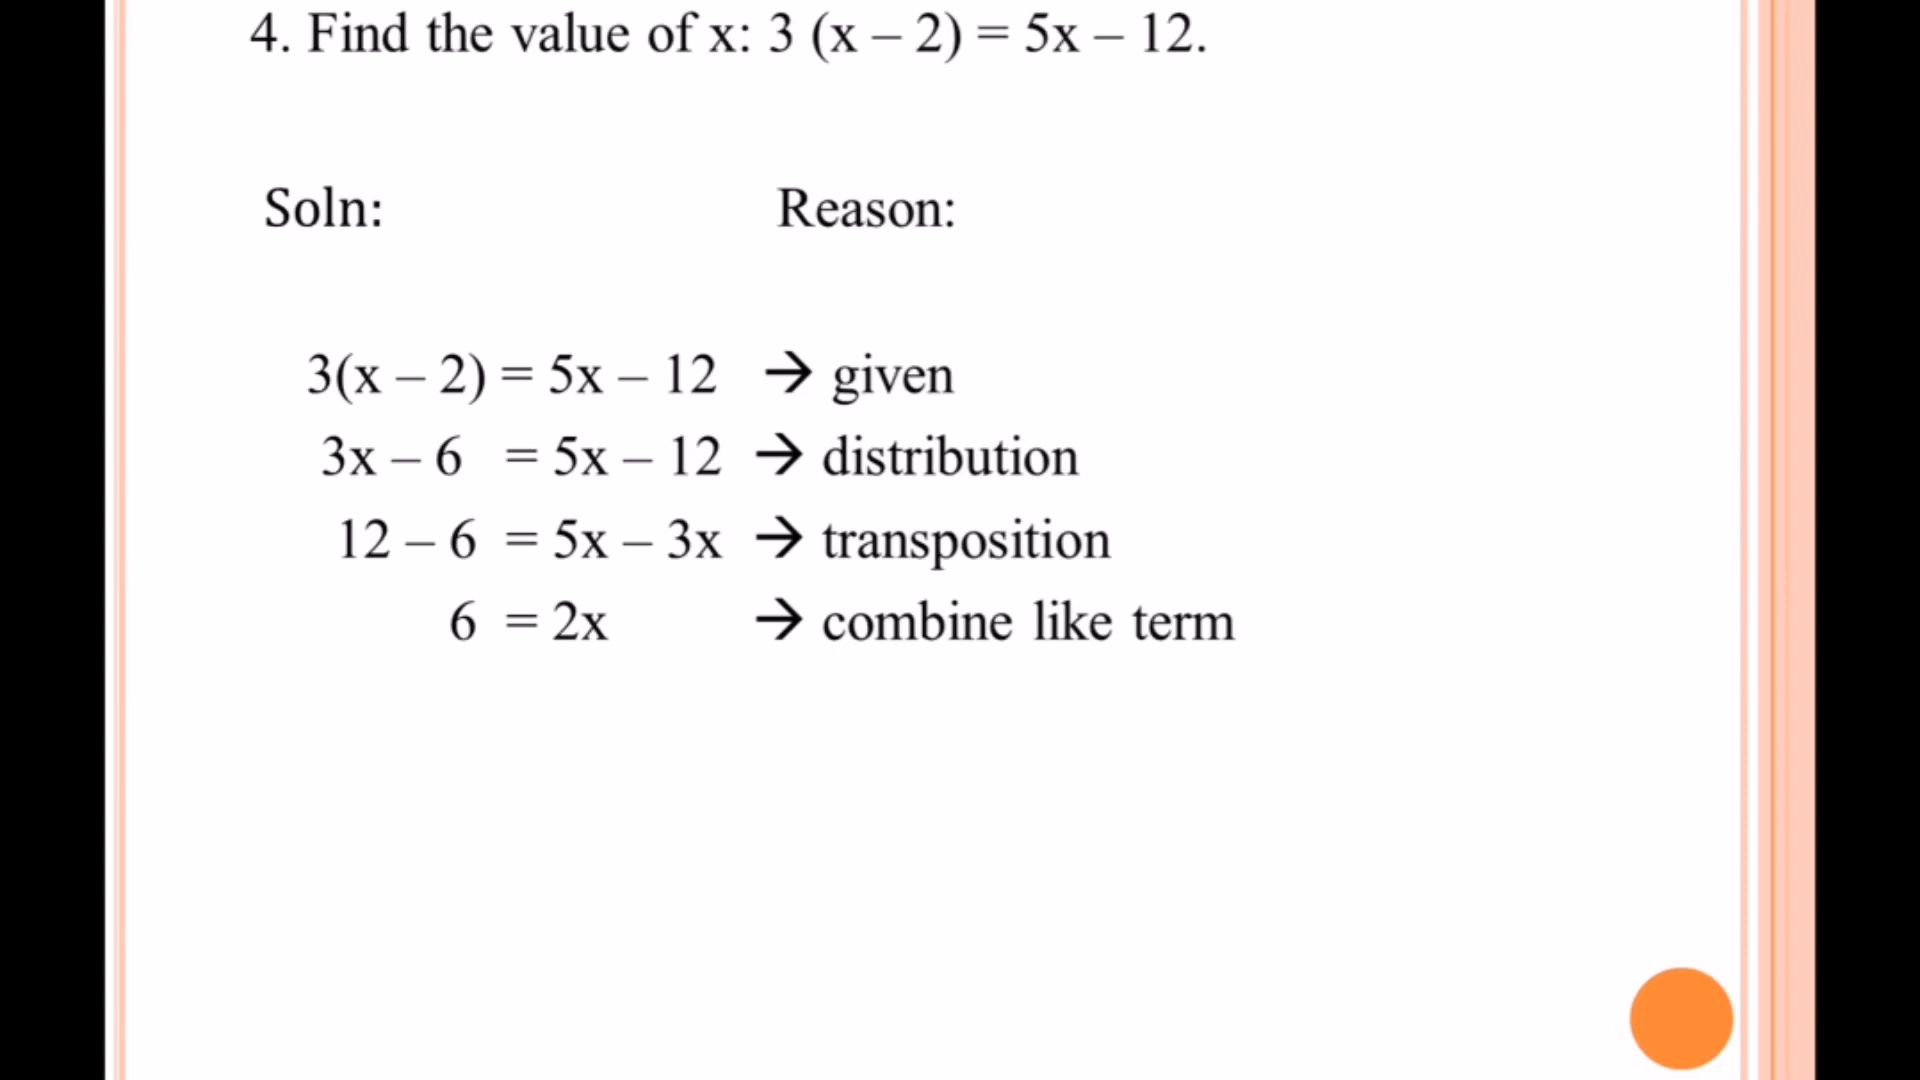 4. Find the value of x: 3 (x – 2) = 5x – 12.
Soln: Reason:
3(x – 2) = 5x – 12 → given
3x – 6 = 5x – 12 → distribution
12 – 6 = 5x – 3x → transposition
6 = 2x → combine like term